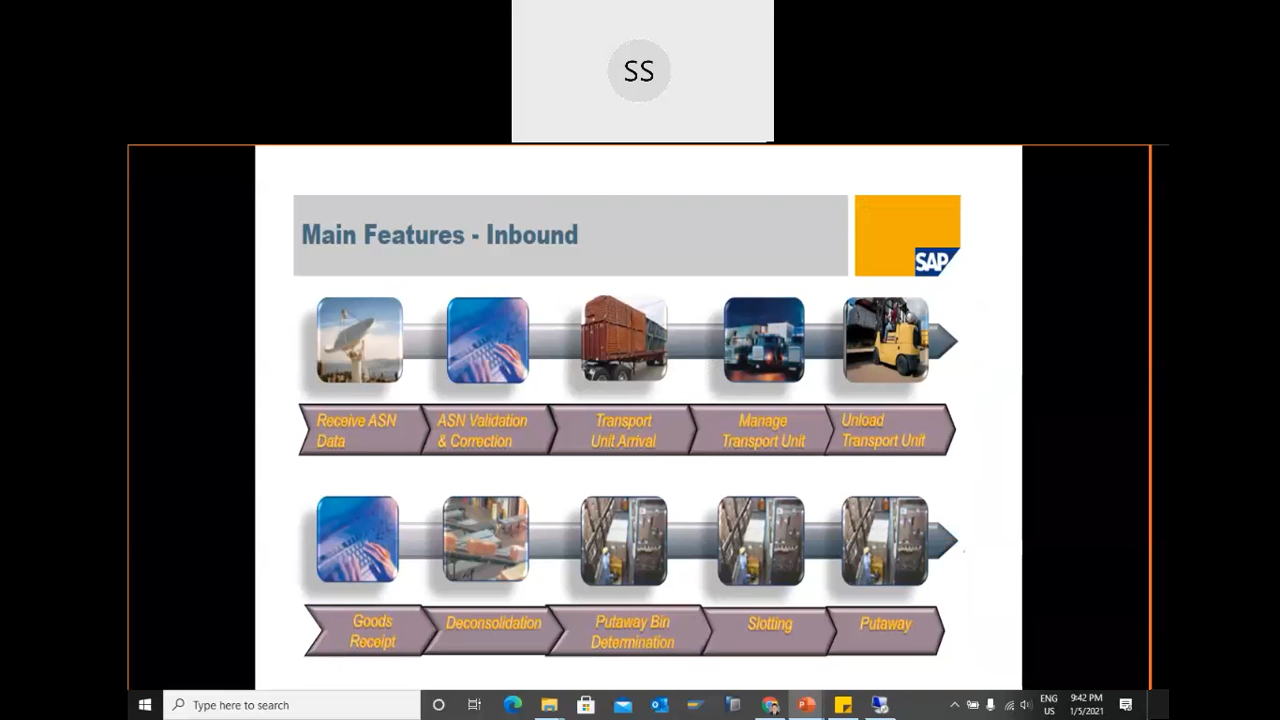 SS
Main Features - Inbound
SAP
Receive ASN
Data
ASN Validation
& Correction
Transport
Unit Arrival
Manage
Transport Unit
Unload
Transport Unit
Goods
Receipt
Deconsolidation
Putaway Bin
Determination
Slotting
Putaway
Type here to search
ENG
US
9:42 PM
1/5/2021